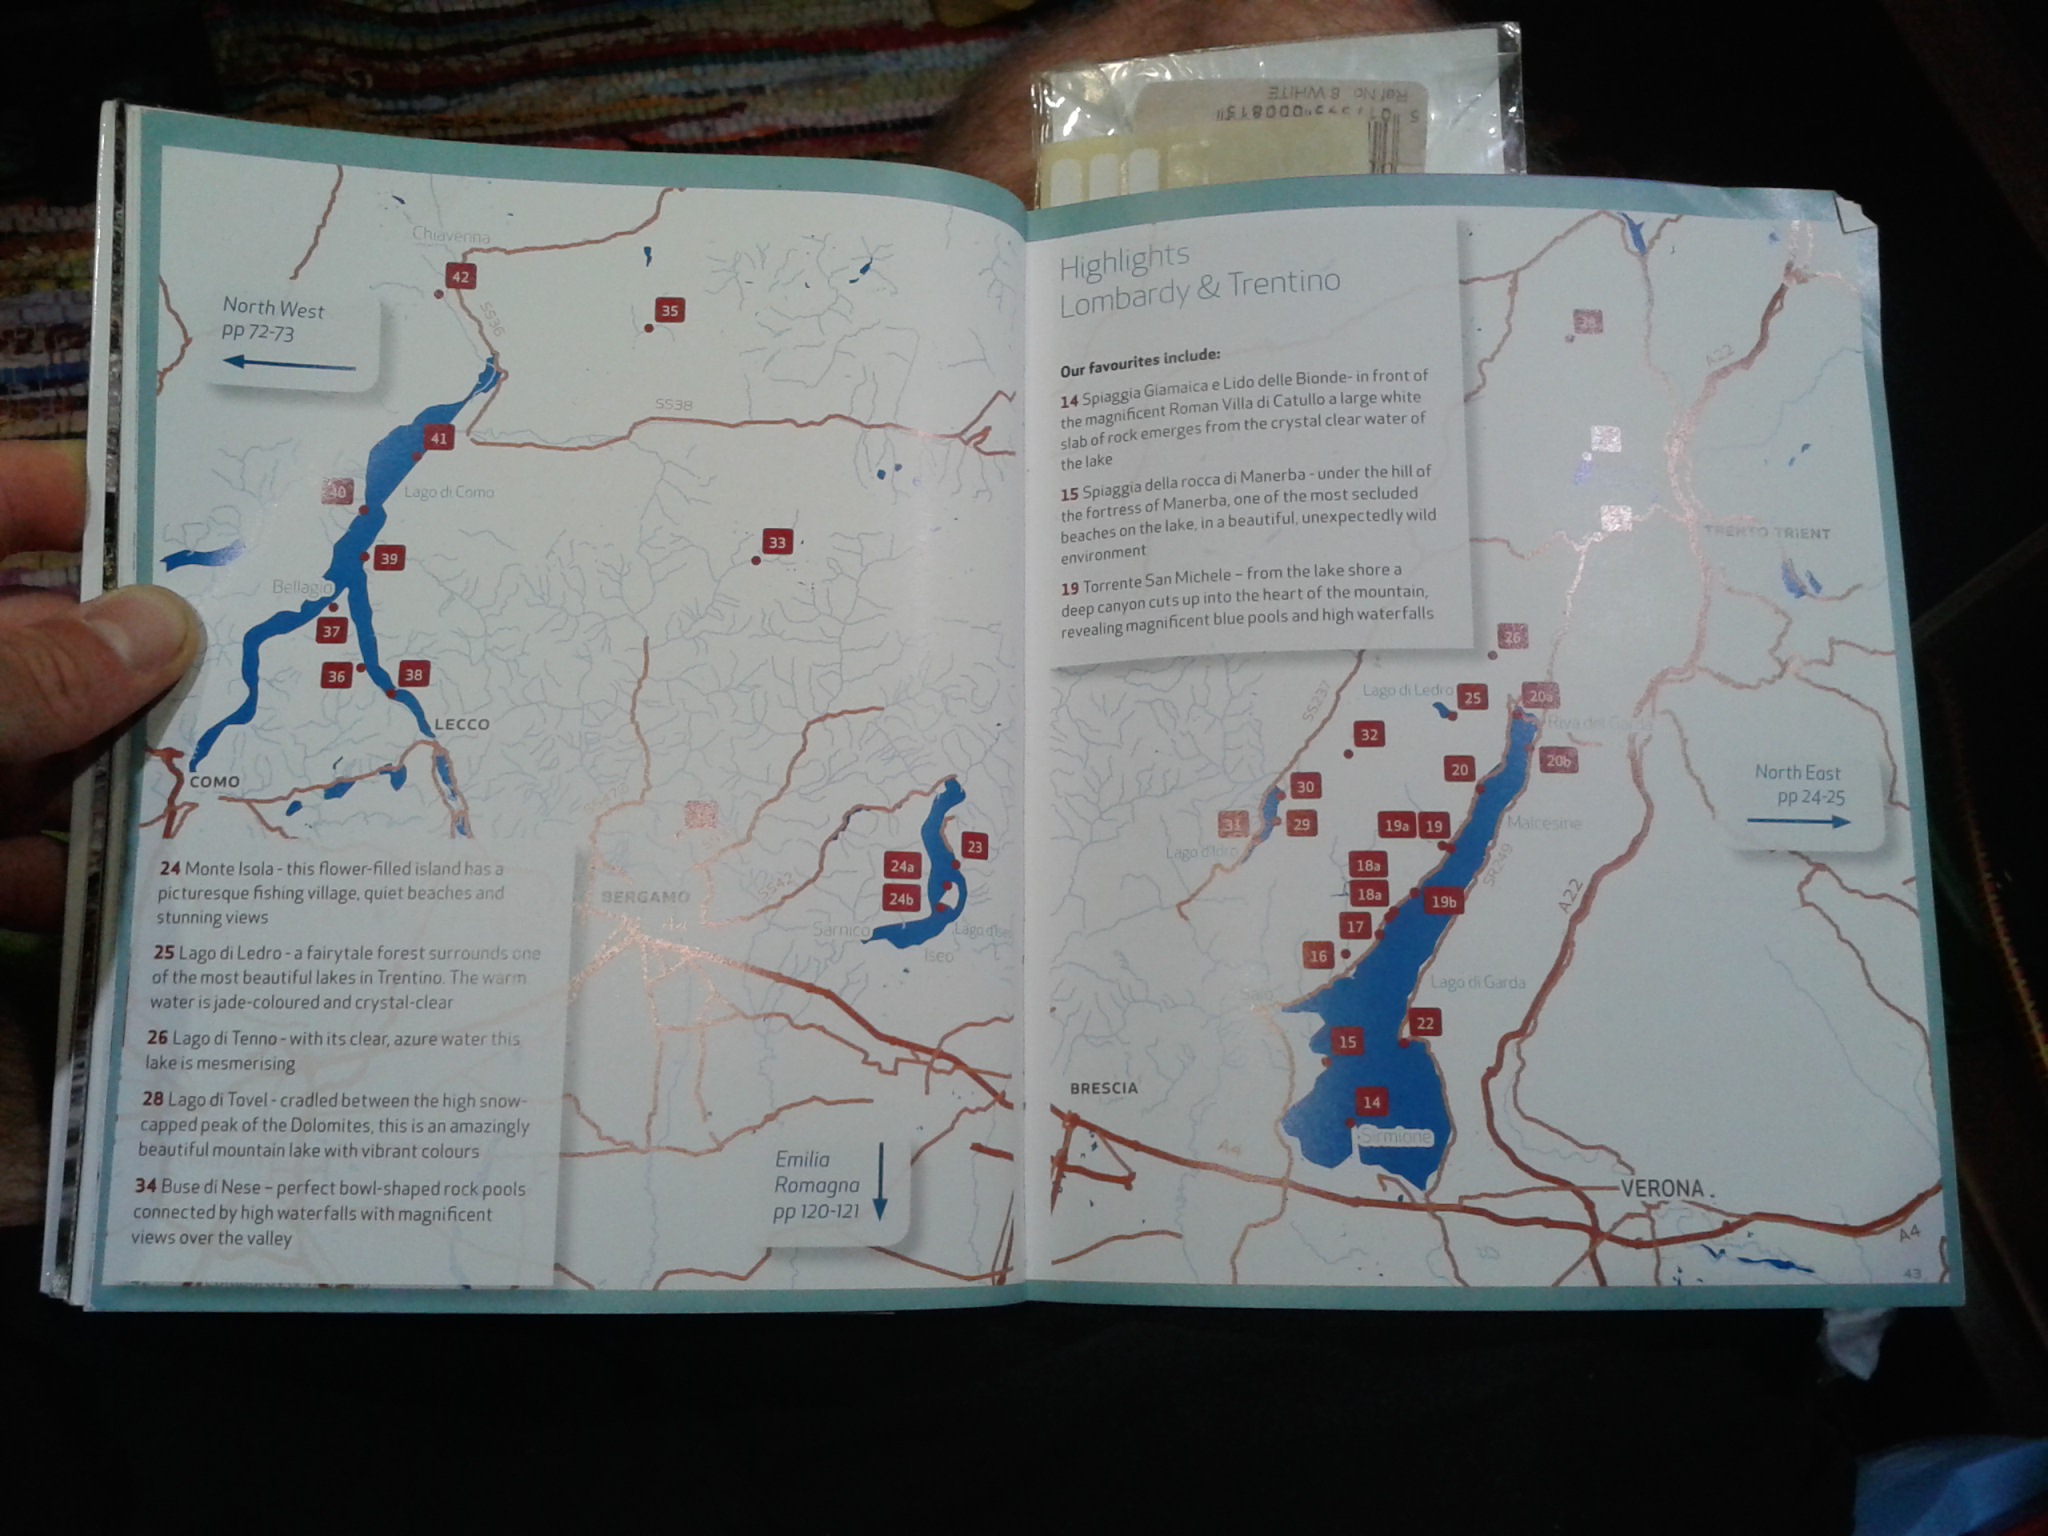 Chiavenna
42
North West
pp 72-73
SS36
35
SS38
41
40
Lago di Como
33
39
Bellagio
37
36
38
LECCO
COMO
23
24a
24b
SS42
BERGAMO
Sarnico
Iseo
24 Monte Isola - this flower-filled island has a
picturesque fishing village, quiet beaches and
stunning views
25 Lago di Ledro - a fairytale forest surrounds one
of the most beautiful lakes in Trentino. The warm
water is jade-coloured and crystal-clear
26 Lago di Tenno - with its clear, azure water this
lake is mesmerising
28 Lago di Tovel - cradled between the high snow-
capped peak of the Dolomites, this is an amazingly
beautiful mountain lake with vibrant colours
34 Buse di Nese – perfect bowl-shaped rock pools
connected by high waterfalls with magnificent
views over the valley
Emilia
Romagna
pp 120-121
Ref No 8 WHITE
Highlights
Lombardy & Trentino
Our favourites include:
14 Spiaggia Giamaica e Lido delle Bionde- in front of
the magnificent Roman Villa di Catullo a large white
slab of rock emerges from the crystal clear water of
the lake
15 Spiaggia della rocca di Manerba - under the hill of
the fortress of Manerba, one of the most secluded
beaches on the lake, in a beautiful, unexpectedly wild
environment
19 Torrente San Michele – from the lake shore a
deep canyon cuts up into the heart of the mountain,
revealing magnificent blue pools and high waterfalls
A22
TRENTO TRIENT
26
SS237
Lago di Ledro
25
20a
Riva del Garda
32
20
20b
North East
pp 24-25
30
31
29
19a
19
Malcesine
Lago d'Idro
18a
SR249
18a
19b
A22
17
16
Lago di Garda
Salò
22
15
BRESCIA
14
Sirmione
A4
VERONA
A4
43